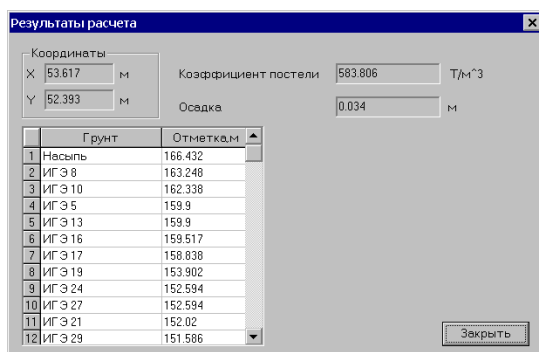 Результаты расчета
Координаты
X 53.617 м
Y 52.393 м
Коэффициент постели 583.806 Т/м^3
Осадка 0.034 м
Грунт Отметка,м
1 Насыпь 166.432
2 ИГЭ 8 163.248
3 ИГЭ 10 162.338
4 ИГЭ 5 159.9
5 ИГЭ 13 159.9
6 ИГЭ 16 159.517
7 ИГЭ 17 158.838
8 ИГЭ 19 153.902
9 ИГЭ 24 152.594
10 ИГЭ 27 152.594
11 ИГЭ 21 152.02
12 ИГЭ 29 151.586
Закрыть